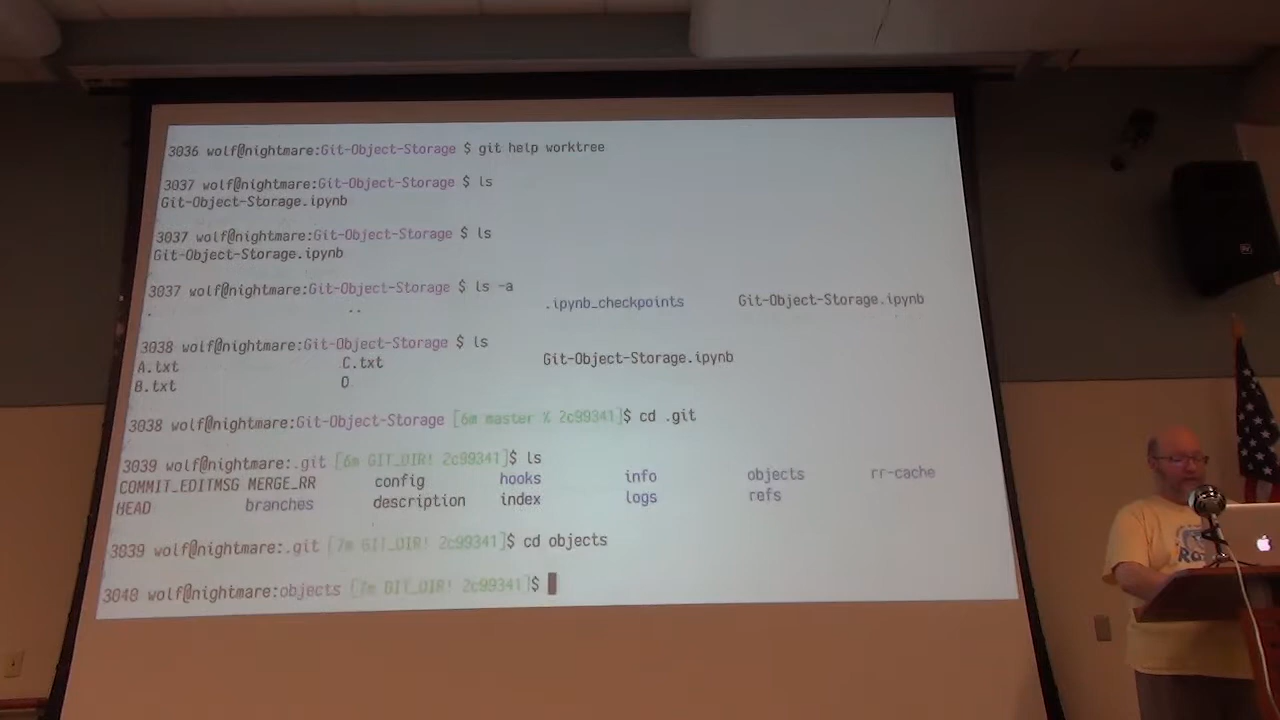 3036 wolf@nightmare:Git-Object-Storage $ git help worktree
3037 wolf@nightmare:Git-Object-Storage $ ls
Git-Object-Storage.ipynb
3037 wolf@nightmare:Git-Object-Storage $ ls
Git-Object-Storage.ipynb
3037 wolf@nightmare:Git-Object-Storage $ ls -a
. .. .ipynb_checkpoints Git-Object-Storage.ipynb
3038 wolf@nightmare:Git-Object-Storage $ ls
A.txt C.txt Git-Object-Storage.ipynb
B.txt O
3038 wolf@nightmare:Git-Object-Storage [6m master % 2c99341]$ cd .git
3039 wolf@nightmare:.git [6m GIT_DIR! 2c99341]$ ls
COMMIT_EDITMSG MERGE_RR config hooks info objects rr-cache
HEAD branches description index logs refs
3039 wolf@nightmare:.git [7m GIT_DIR! 2c99341]$ cd objects
3040 wolf@nightmare:objects [7m GIT_DIR! 2c99341]$